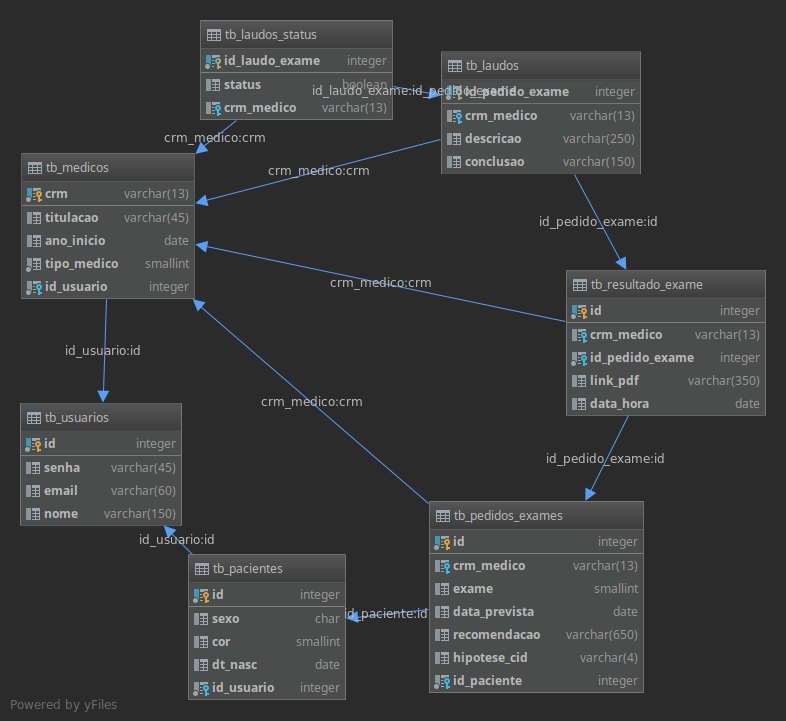 tb_laudos_status
id_laudo_exame integer
status boolean
crm_medico varchar(13)
tb_laudos
id_pedido_exame integer
crm_medico varchar(13)
descricao varchar(250)
conclusao varchar(150)
id_laudo_exame:id_pedido_exame
crm_medico:crm
crm_medico:crm
tb_medicos
crm varchar(13)
titulacao varchar(45)
ano_inicio date
tipo_medico smallint
id_usuario integer
id_pedido_exame:id
tb_resultado_exame
id integer
crm_medico varchar(13)
id_pedido_exame integer
link_pdf varchar(350)
data_hora date
crm_medico:crm
id_usuario:id
crm_medico:crm
tb_usuarios
id integer
senha varchar(45)
email varchar(60)
nome varchar(150)
id_pedido_exame:id
id_usuario:id
tb_pacientes
id integer
sexo char
cor smallint
dt_nasc date
id_usuario integer
id_paciente:id
tb_pedidos_exames
id integer
crm_medico varchar(13)
exame smallint
data_prevista date
recomendacao varchar(650)
hipotese_cid varchar(4)
id_paciente integer
Powered by yFiles